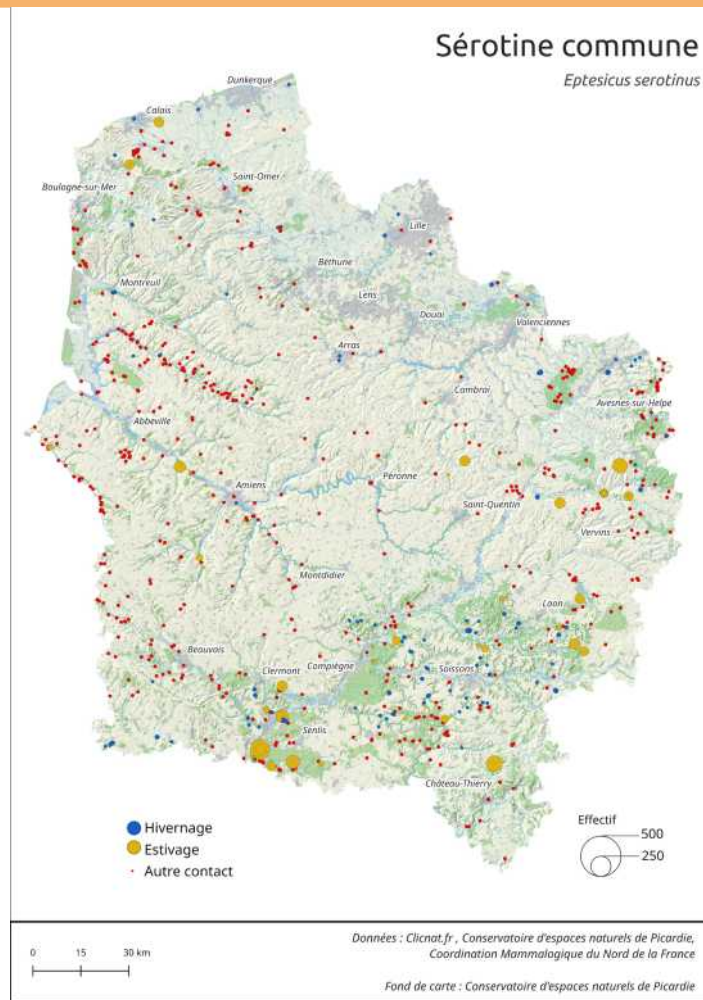 Sérotine commune
Eptesicus serotinus
Dunkerque
Calais
Saint-Omer
Boulogne-sur-Mer
Lille
Béthune
Montreuil
Lens
Douai
Valenciennes
Arras
Cambrai
Avesnes-sur-Helpe
Abbeville
Amiens
Péronne
Saint-Quentin
Vervins
Montdidier
Laon
Beauvais
Clermont
Compiègne
Soissons
Senlis
Château-Thierry
Hivernage
Estivage
Autre contact
Effectif
500
250
0 15 30 km
Données : Clicnat.fr , Conservatoire d'espaces naturels de Picardie,
Coordination Mammalogique du Nord de la France
Fond de carte : Conservatoire d'espaces naturels de Picardie